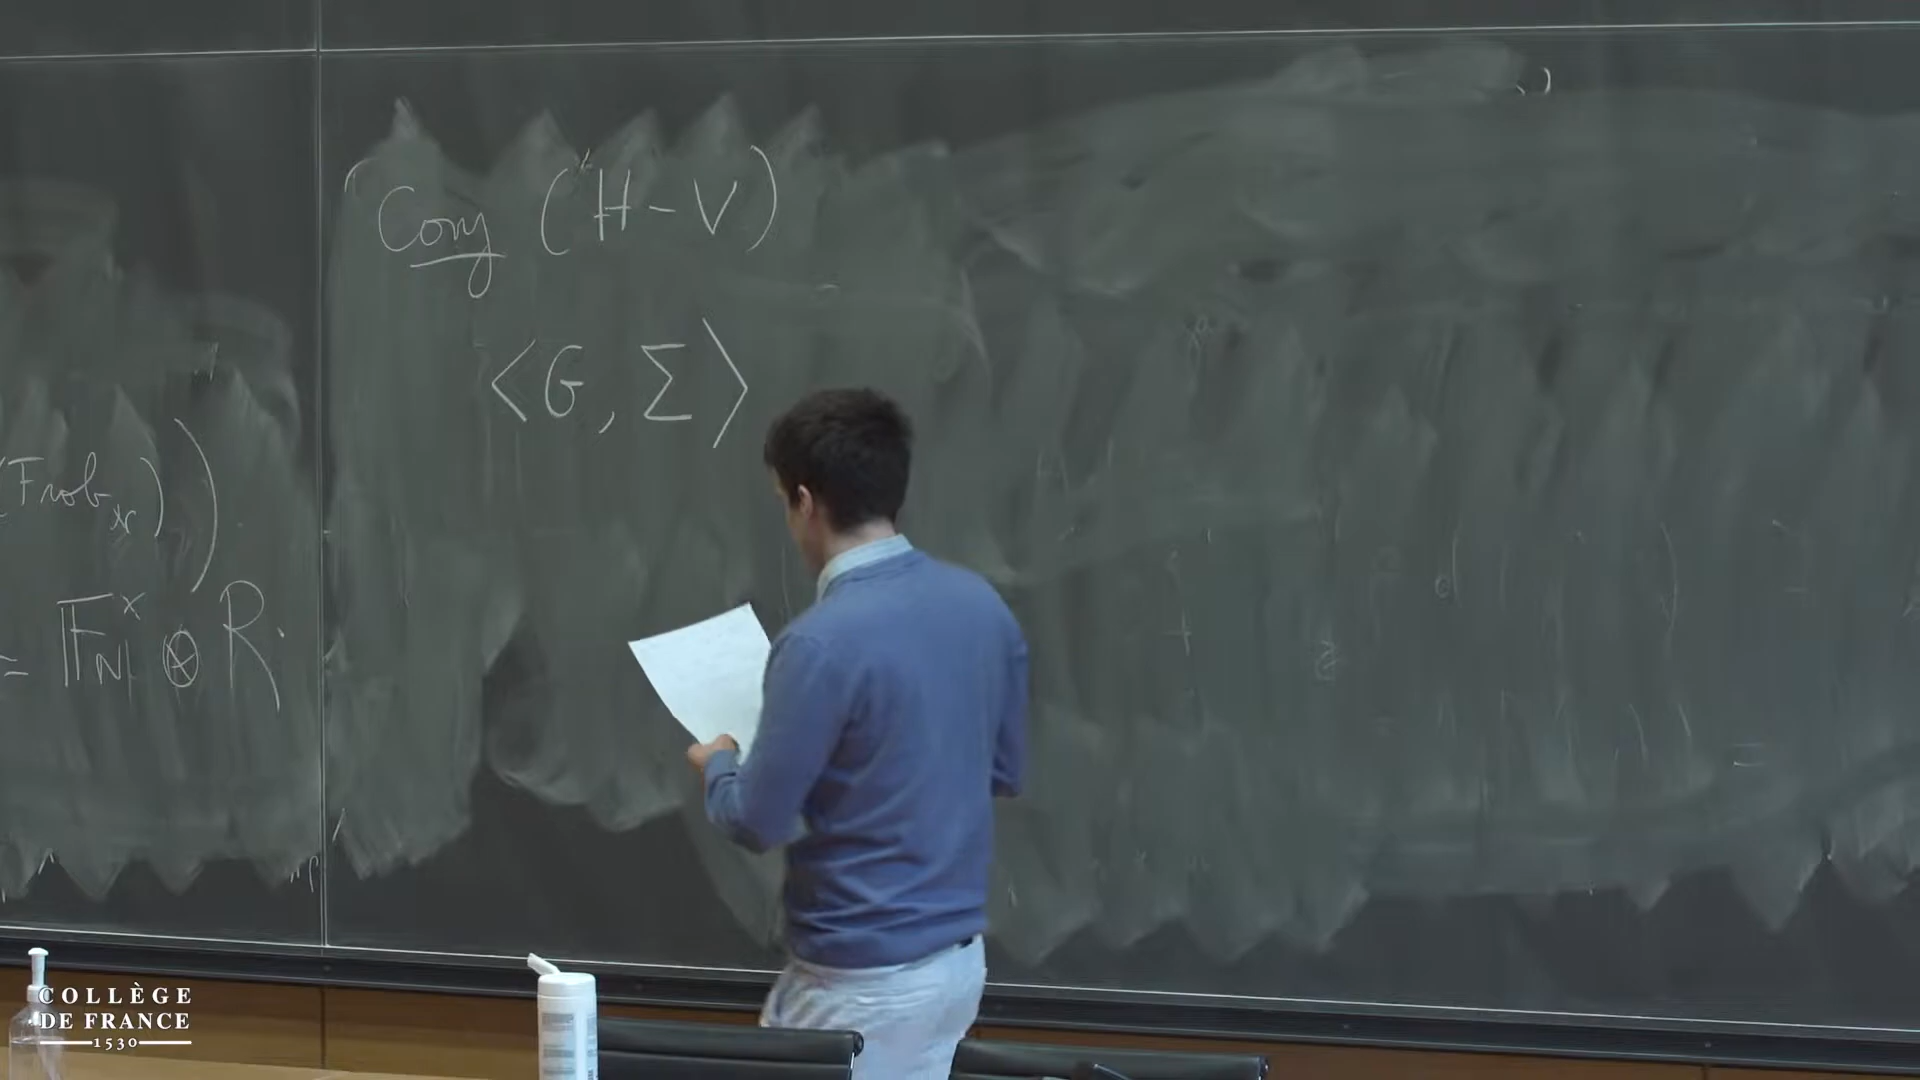 (Frob_x))
= F_N^× ⊗ R.
Conj (H-V)
<G, Σ>
COLLÈGE
DE FRANCE
1530